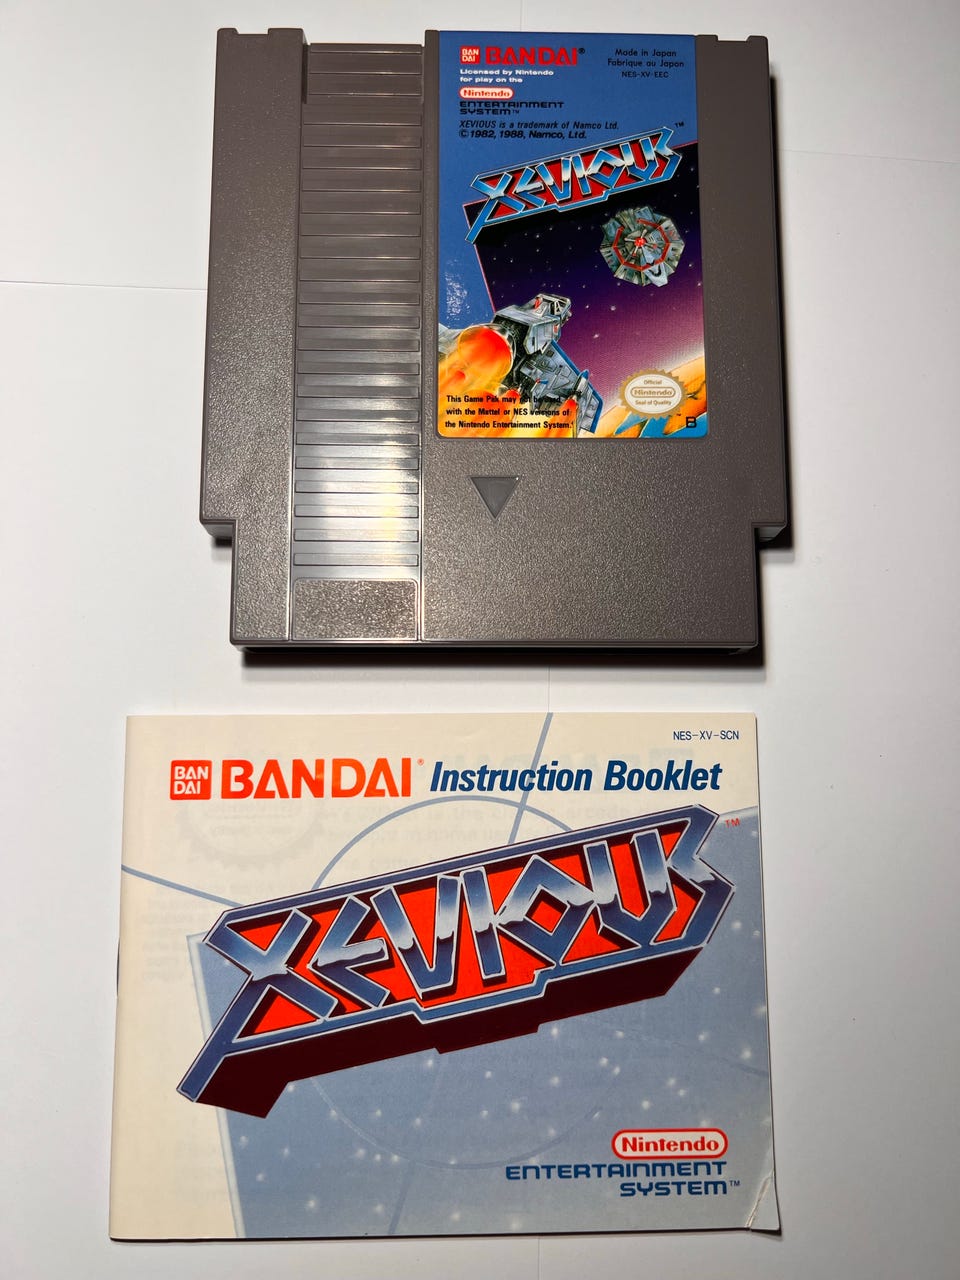 BAN DAI BANDAI®
Made in Japan
Fabrique au Japon
NES-XV-EEC
Licensed by Nintendo
for play on the
Nintendo
ENTERTAINMENT
SYSTEM™
XEVIOUS is a trademark of Namco Ltd.
©1982, 1988, Namco, Ltd.
XEVIOUS™
Official
Nintendo
Seal of Quality
This Game Pak may not be used
with the Mattel or NES versions of
the Nintendo Entertainment System.
NES-XV-SCN
BAN DAI BANDAI® Instruction Booklet
XEVIOUS™
Nintendo
ENTERTAINMENT
SYSTEM™